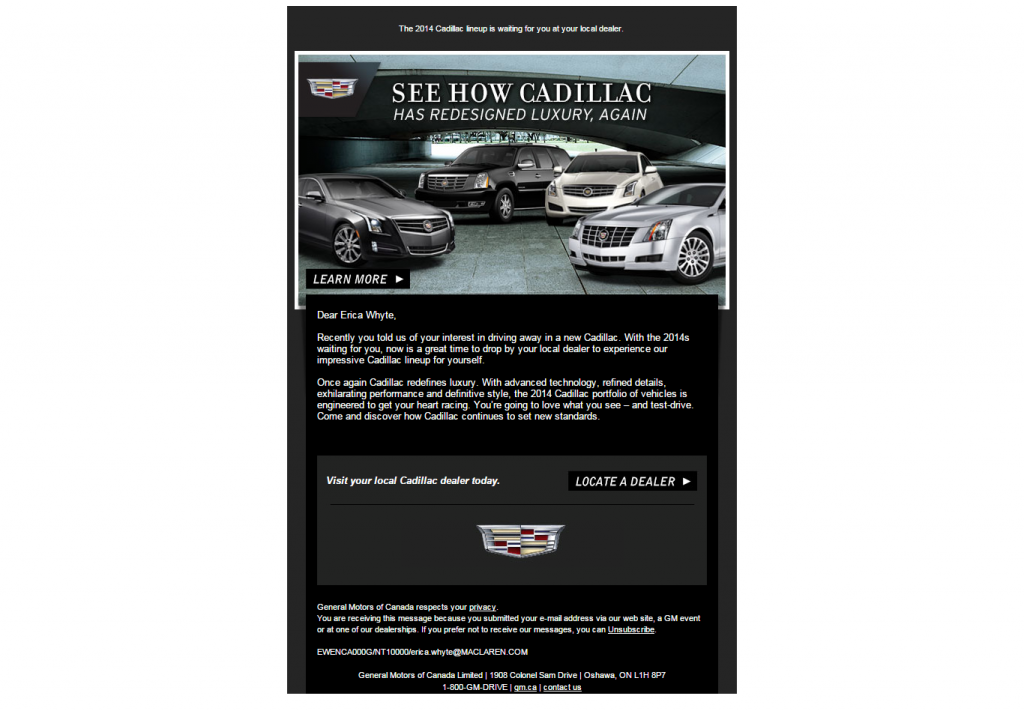 The 2014 Cadillac lineup is waiting for you at your local dealer.
SEE HOW CADILLAC
HAS REDESIGNED LUXURY, AGAIN
LEARN MORE ►
Dear Erica Whyte,
Recently you told us of your interest in driving away in a new Cadillac. With the 2014s
waiting for you, now is a great time to drop by your local dealer to experience our
impressive Cadillac lineup for yourself.
Once again Cadillac redefines luxury. With advanced technology, refined details,
exhilarating performance and definitive style, the 2014 Cadillac portfolio of vehicles is
engineered to get your heart racing. You're going to love what you see – and test-drive.
Come and discover how Cadillac continues to set new standards.
Visit your local Cadillac dealer today.
LOCATE A DEALER ►
General Motors of Canada respects your privacy.
You are receiving this message because you submitted your e-mail address via our web site, a GM event
or at one of our dealerships. If you prefer not to receive our messages, you can Unsubscribe.
EWENCA000G/NT10000/erica.whyte@MACLAREN.COM
General Motors of Canada Limited | 1908 Colonel Sam Drive | Oshawa, ON L1H 8P7
1-800-GM-DRIVE | gm.ca | contact us